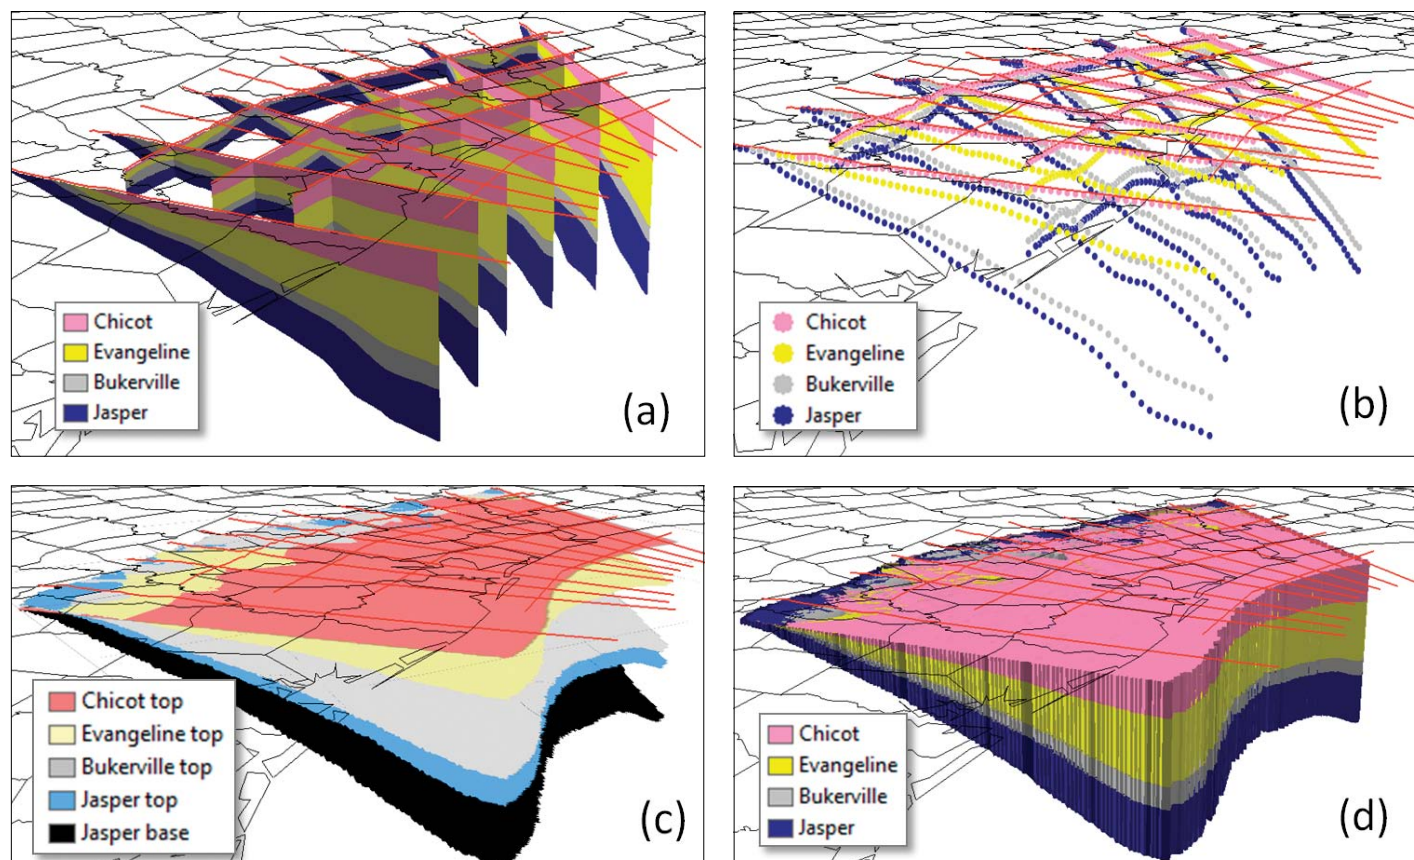 Chicot
Evangeline
Bukerville
Jasper
(a)
Chicot
Evangeline
Bukerville
Jasper
(b)
Chicot top
Evangeline top
Bukerville top
Jasper top
Jasper base
(c)
Chicot
Evangeline
Bukerville
Jasper
(d)